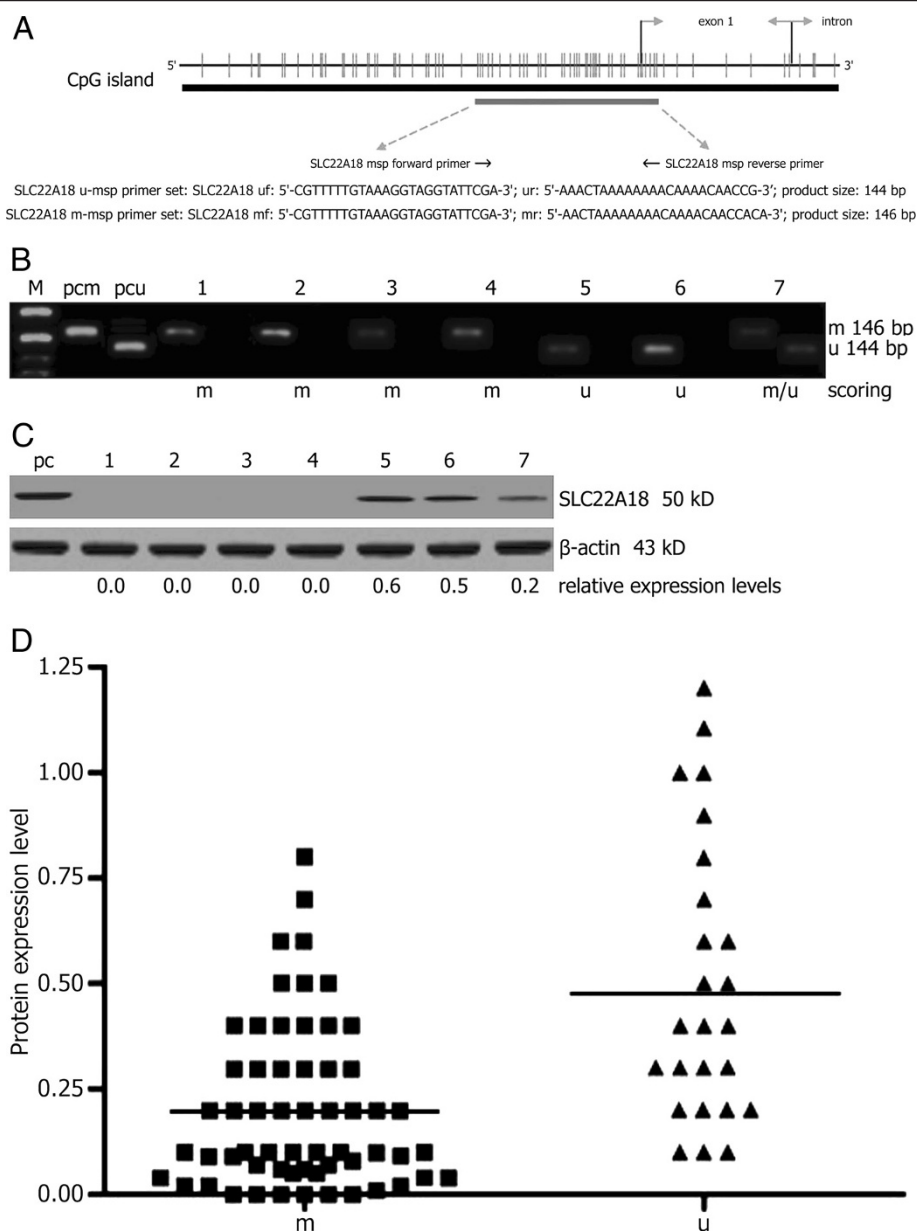 A
exon 1 intron
5' 3'
CpG island
SLC22A18 msp forward primer → ← SLC22A18 msp reverse primer
SLC22A18 u-msp primer set: SLC22A18 uf: 5'-CGTTTTTGTAAAGGTAGGTATTCGA-3'; ur: 5'-AAACTAAAAAAAACAAAACAACCG-3'; product size: 144 bp
SLC22A18 m-msp primer set: SLC22A18 mf: 5'-CGTTTTTGTAAAGGTAGGTATTCGA-3'; mr: 5'-AACTAAAAAAAACAAAACAACCACA-3'; product size: 146 bp
B
M pcm pcu 1 2 3 4 5 6 7
m 146 bp
u 144 bp
m m m m u u m/u scoring
C
pc 1 2 3 4 5 6 7
SLC22A18 50 kD
β-actin 43 kD
0.0 0.0 0.0 0.0 0.6 0.5 0.2 relative expression levels
D
Protein expression level
1.25
1.00
0.75
0.50
0.25
0.00
m u